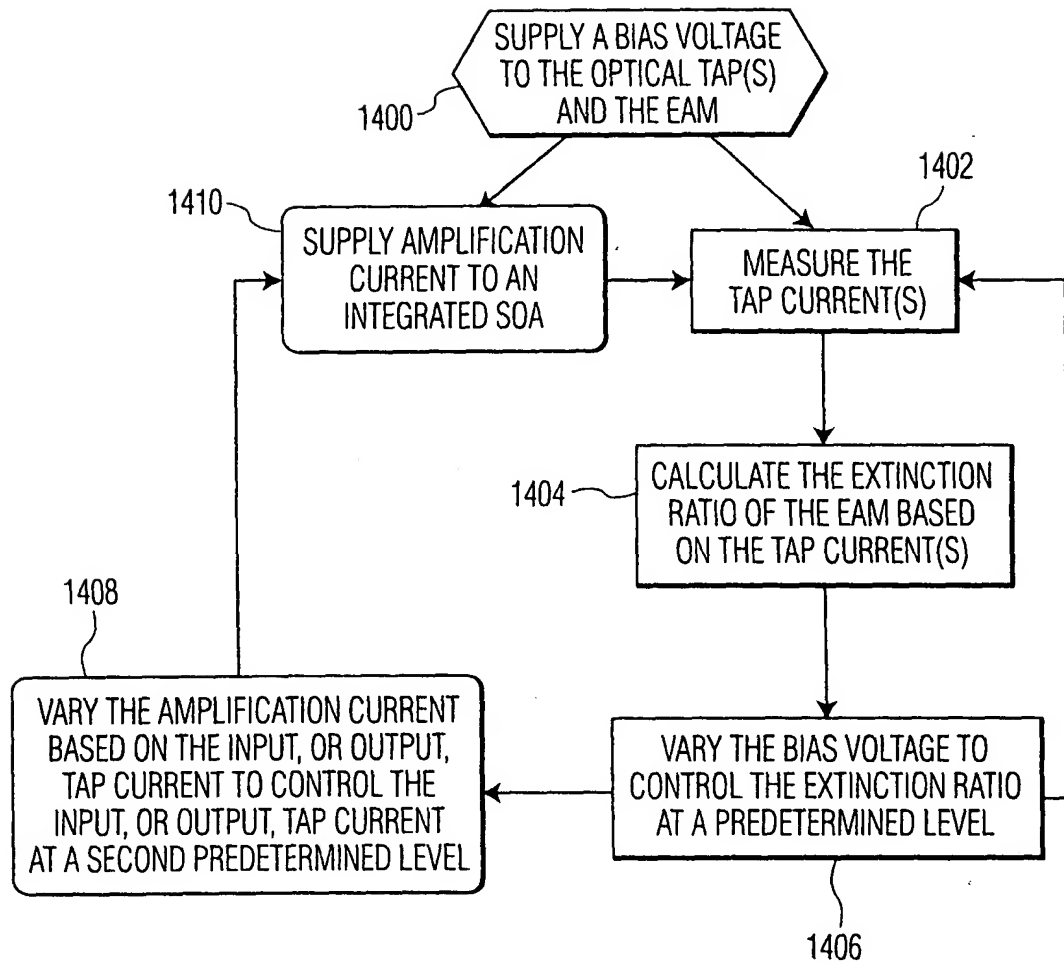 SUPPLY A BIAS VOLTAGE
TO THE OPTICAL TAP(S)
AND THE EAM
1400
1410
SUPPLY AMPLIFICATION
CURRENT TO AN
INTEGRATED SOA
1402
MEASURE THE
TAP CURRENT(S)
1404
CALCULATE THE EXTINCTION
RATIO OF THE EAM BASED
ON THE TAP CURRENT(S)
1408
VARY THE AMPLIFICATION CURRENT
BASED ON THE INPUT, OR OUTPUT,
TAP CURRENT TO CONTROL THE
INPUT, OR OUTPUT, TAP CURRENT
AT A SECOND PREDETERMINED LEVEL
VARY THE BIAS VOLTAGE TO
CONTROL THE EXTINCTION RATIO
AT A PREDETERMINED LEVEL
1406